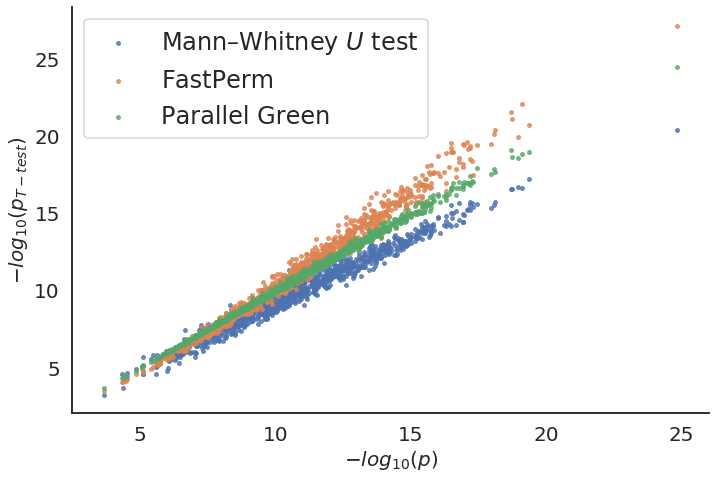 Mann–Whitney U test
FastPerm
Parallel Green
25
20
15
10
5
−log10(pT−test)
5 10 15 20 25
−log10(p)